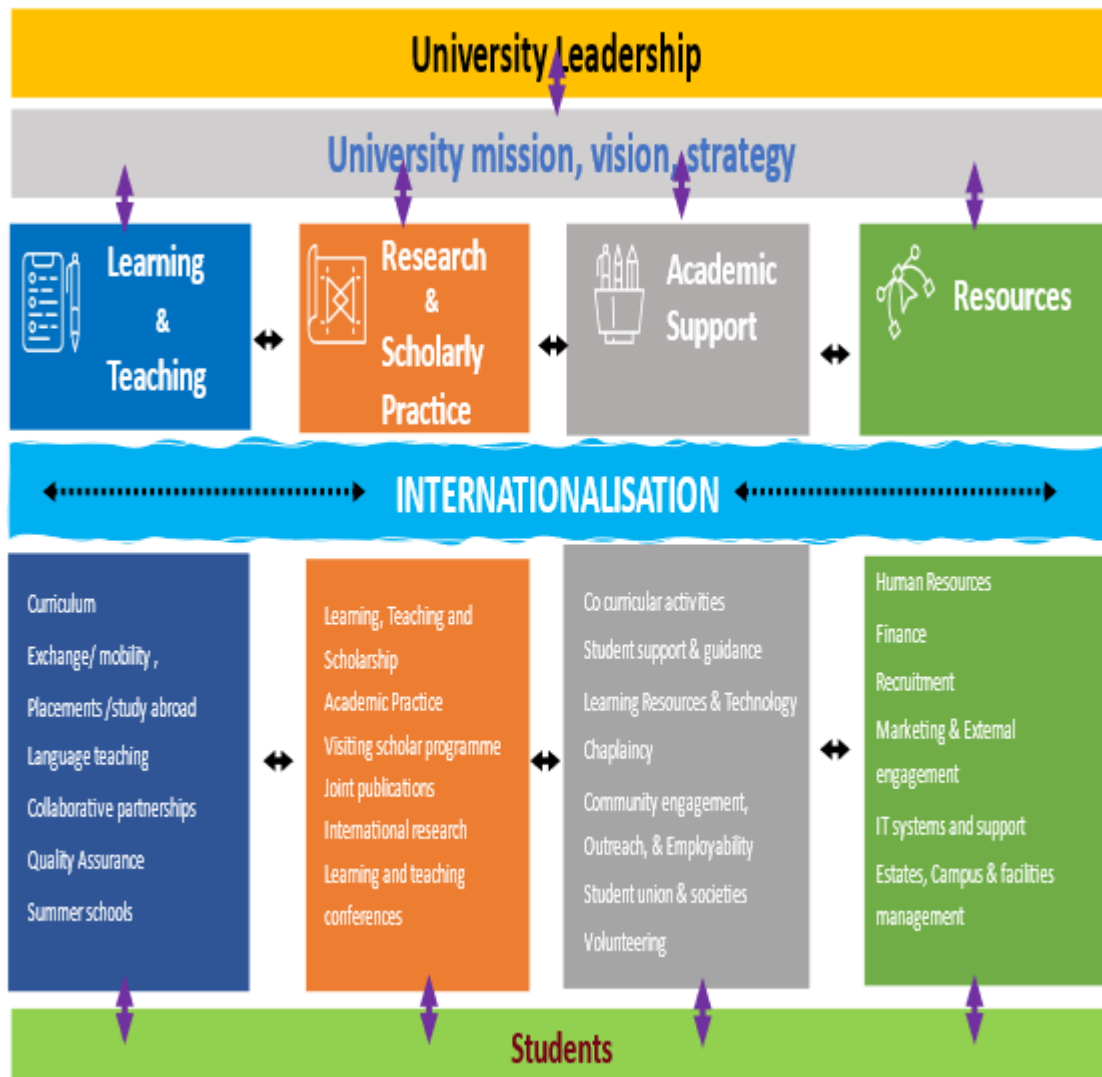 University Leadership
University mission, vision, strategy
Learning
&
Teaching
Research
&
Scholarly
Practice
Academic
Support
Resources
INTERNATIONALISATION
Curriculum
Exchange/ mobility ,
Placements /study abroad
Language teaching
Collaborative partnerships
Quality Assurance
Summer schools
Learning, Teaching and
Scholarship
Academic Practice
Visiting scholar programme
Joint publications
International research
Learning and teaching
conferences
Co curricular activities
Student support & guidance
Learning Resources & Technology
Chaplaincy
Community engagement,
Outreach, & Employability
Student union & societies
Volunteering
Human Resources
Finance
Recruitment
Marketing & External
engagement
IT systems and support
Estates, Campus & facilities
management
Students